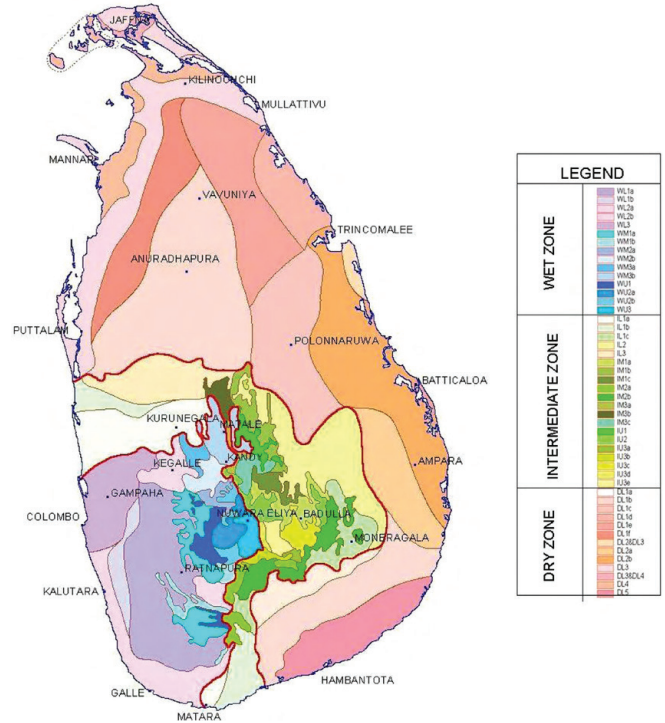 JAFFNA
KILINOCHCHI
MULLATTIVU
MANNAR
VAVUNIYA
TRINCOMALEE
ANURADHAPURA
PUTTALAM
POLONNARUWA
BATTICALOA
KURUNEGALA
MATALE
KEGALLE
KANDY
AMPARA
GAMPAHA
COLOMBO
NUWARA ELIYA
BADULLA
MONERAGALA
RATNAPURA
KALUTARA
GALLE
HAMBANTOTA
MATARA
LEGEND
WET ZONE
WL1a
WL1b
WL2a
WL2b
WL3
WM1a
WM1b
WM2a
WM2b
WM3a
WM3b
WU1
WU2a
WU2b
WU3
INTERMEDIATE ZONE
IL1a
IL1b
IL1c
IL2
IL3
IM1a
IM1b
IM1c
IM2a
IM2b
IM3a
IM3b
IM3c
IU1
IU2
IU3a
IU3b
IU3c
IU3d
IU3e
DRY ZONE
DL1a
DL1b
DL1c
DL1d
DL1e
DL1f
DL2&DL3
DL2a
DL2b
DL3
DL3&DL4
DL4
DL5